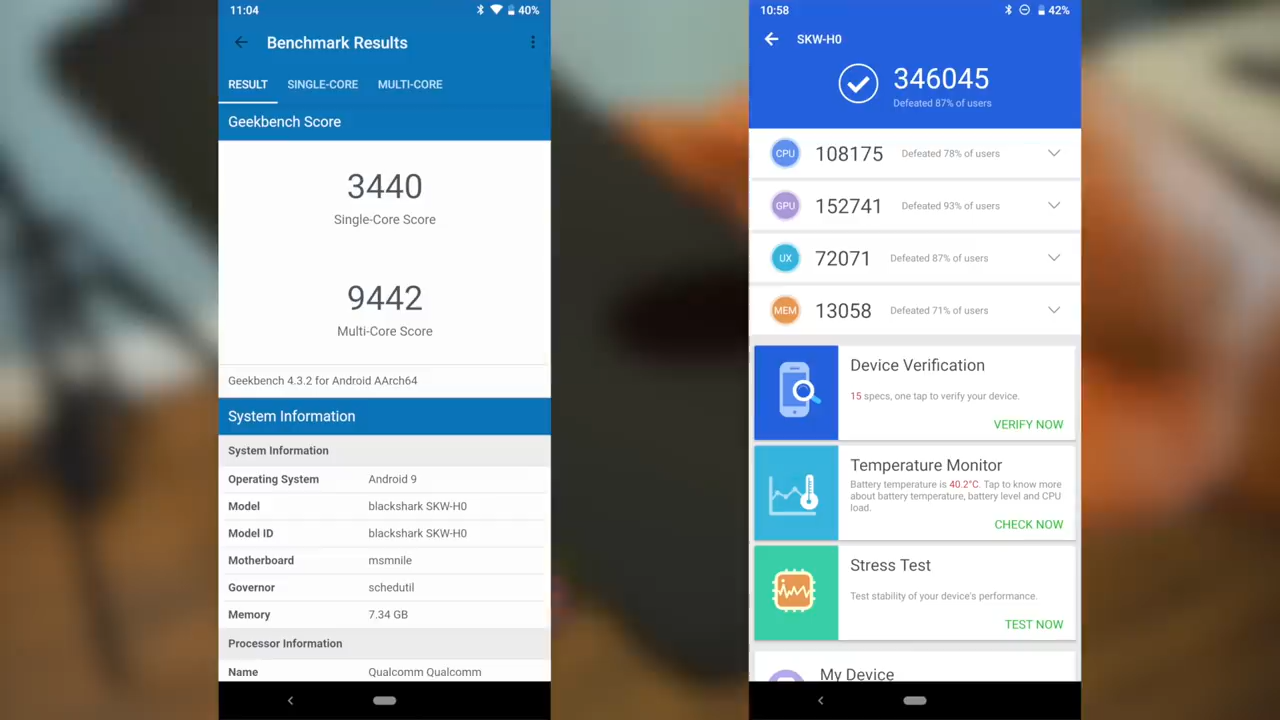 11:04
40%
Benchmark Results
RESULT
SINGLE-CORE
MULTI-CORE
Geekbench Score
3440
Single-Core Score
9442
Multi-Core Score
Geekbench 4.3.2 for Android AArch64
System Information
System Information
Operating System Android 9
Model blackshark SKW-H0
Model ID blackshark SKW-H0
Motherboard msmnile
Governor schedutil
Memory 7.34 GB
Processor Information
Name Qualcomm Qualcomm
10:58
42%
SKW-H0
346045
Defeated 87% of users
CPU 108175 Defeated 78% of users
GPU 152741 Defeated 93% of users
UX 72071 Defeated 87% of users
MEM 13058 Defeated 71% of users
Device Verification
15 specs, one tap to verify your device.
VERIFY NOW
Temperature Monitor
Battery temperature is 40.2°C. Tap to know more
about battery temperature, battery level and CPU
load.
CHECK NOW
Stress Test
Test stability of your device's performance.
TEST NOW
My Device